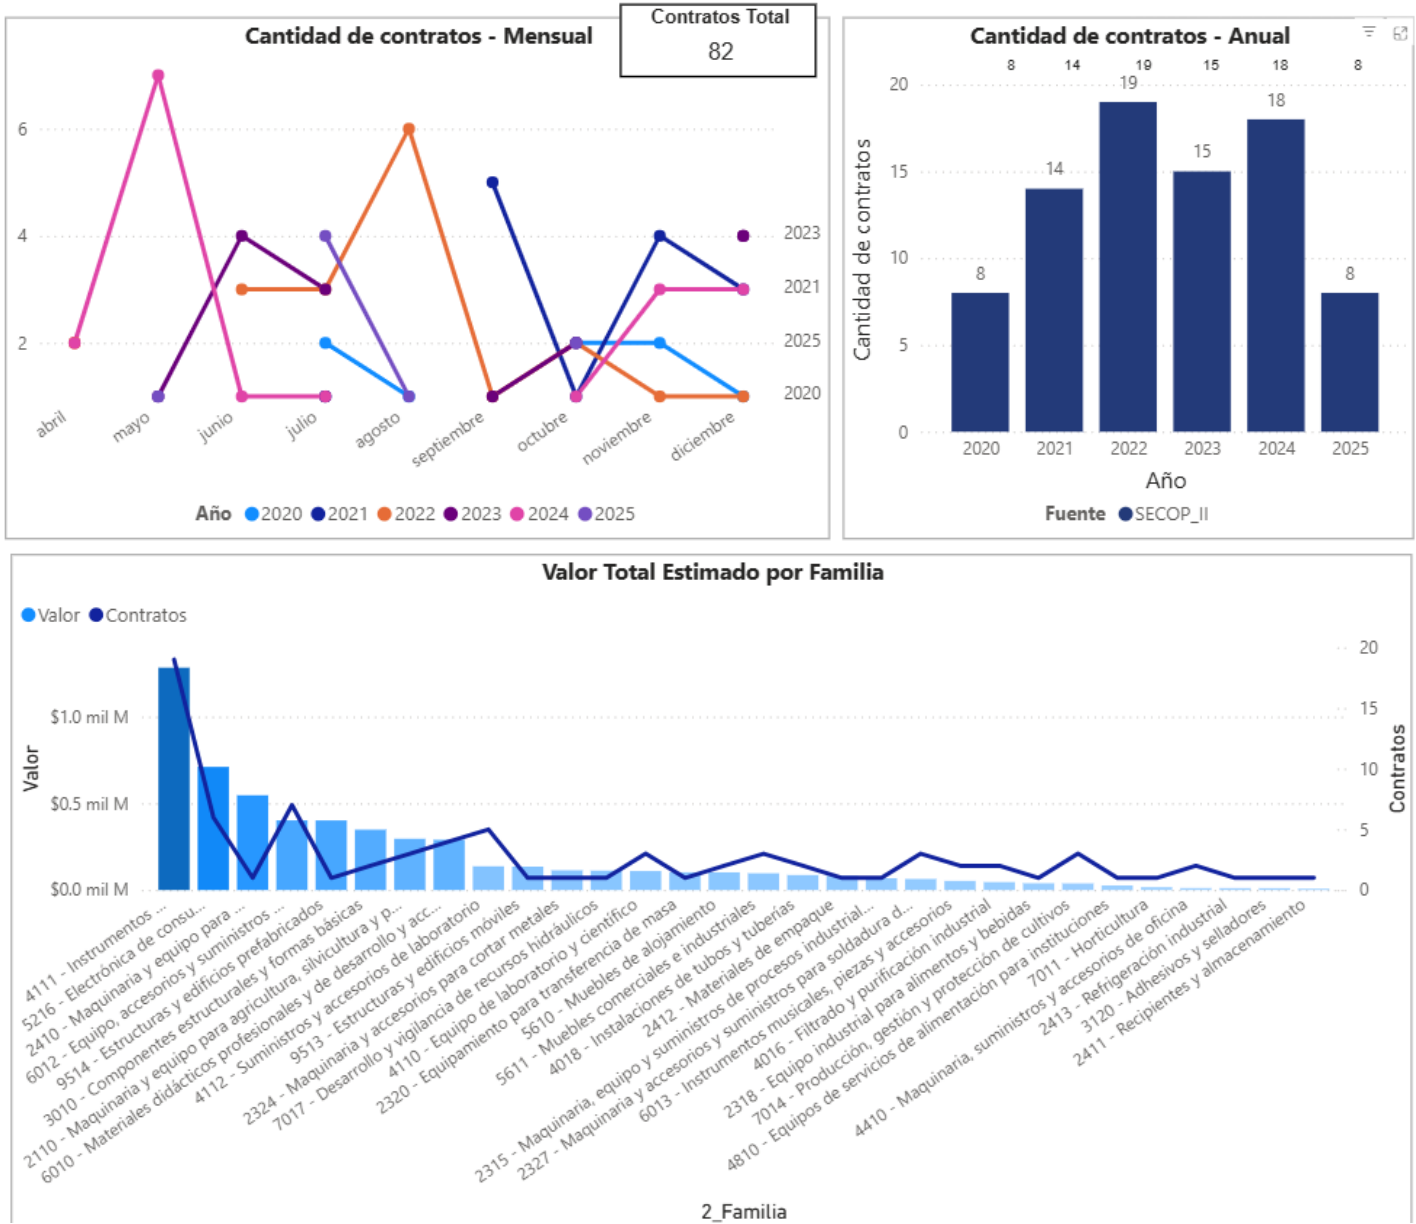 Contratos Total
82
Cantidad de contratos - Mensual
6
4
2
2023
2021
2025
2020
abril
mayo
junio
julio
agosto
septiembre
octubre
noviembre
diciembre
Año 2020 2021 2022 2023 2024 2025
Cantidad de contratos - Anual
8 14 19 15 18 8
Cantidad de contratos
20
15
10
5
0
8
14
19
15
18
8
2020 2021 2022 2023 2024 2025
Año
Fuente SECOP_II
Valor Total Estimado por Familia
Valor Contratos
Valor
$1.0 mil M
$0.5 mil M
$0.0 mil M
20
15
10
5
0
Contratos
4111 - Instrumentos ...
5216 - Electrónica de consu...
2410 - Maquinaria y equipo para ...
6012 - Equipo, accesorios y suministros ...
9514 - Estructuras y edificios prefabricados
3010 - Componentes estructurales y formas básicas
2110 - Maquinaria y equipo para agricultura, silvicultura y p...
6010 - Materiales didácticos profesionales y de desarrollo y acc...
4112 - Suministros y accesorios de laboratorio
9513 - Estructuras y edificios móviles
2324 - Maquinaria y accesorios para cortar metales
7017 - Desarrollo y vigilancia de recursos hidráulicos
4110 - Equipo de laboratorio y científico
2320 - Equipamiento para transferencia de masa
5610 - Muebles de alojamiento
5611 - Muebles comerciales e industriales
4018 - Instalaciones de tubos y tuberías
2412 - Materiales de empaque
2315 - Maquinaria, equipo y suministros de procesos industrial...
2327 - Maquinaria y accesorios y suministros para soldadura d...
6013 - Instrumentos musicales, piezas y accesorios
4016 - Filtrado y purificación industrial
2318 - Equipo industrial para alimentos y bebidas
7014 - Producción, gestión y protección de cultivos
4810 - Equipos de servicios de alimentación para instituciones
7011 - Horticultura
4410 - Maquinaria, suministros y accesorios de oficina
2413 - Refrigeración industrial
3120 - Adhesivos y selladores
2411 - Recipientes y almacenamiento
2_Familia